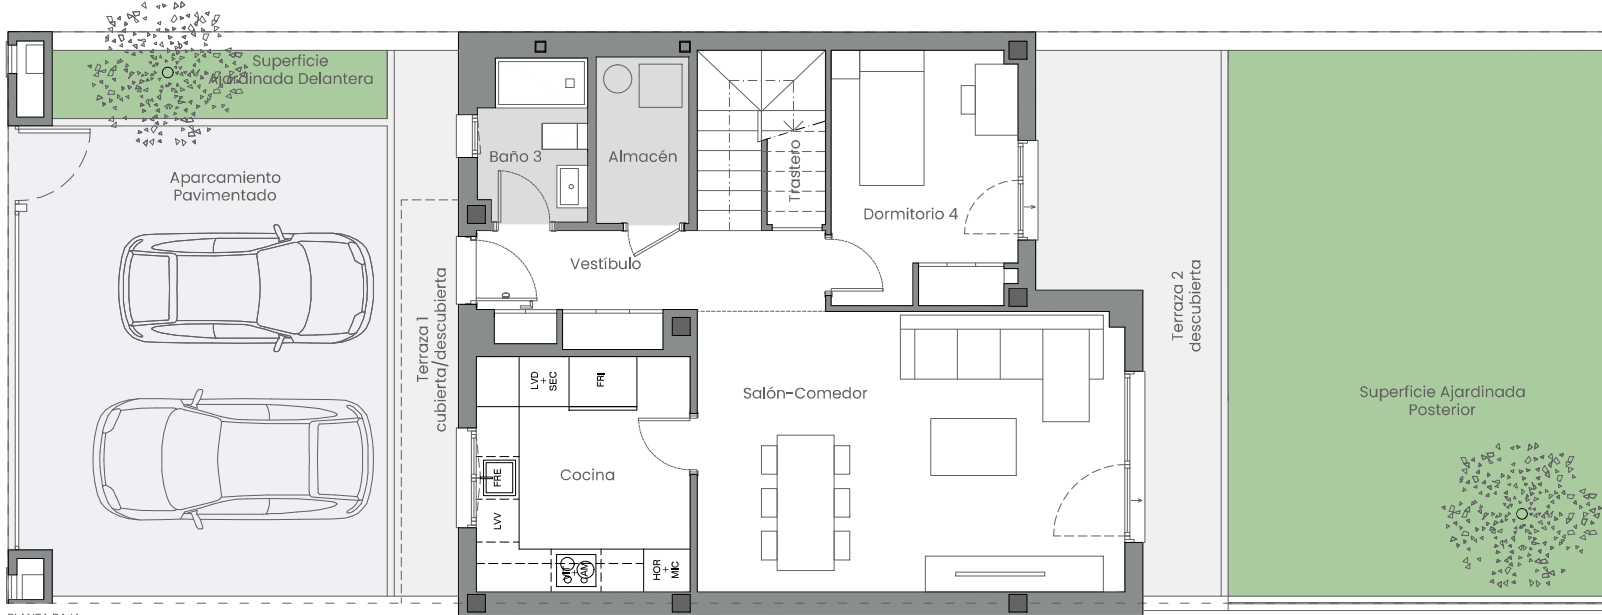 Superficie
Ajardinada Delantera
Aparcamiento
Pavimentado
Terraza 1
cubierta/descubierta
Baño 3
Almacén
Trastero
Dormitorio 4
Vestíbulo
Terraza 2
descubierta
LVD
+
SEC
FRI
Salón-Comedor
Cocina
FRE
LVV
HOR
+
MIC
Superficie Ajardinada
Posterior